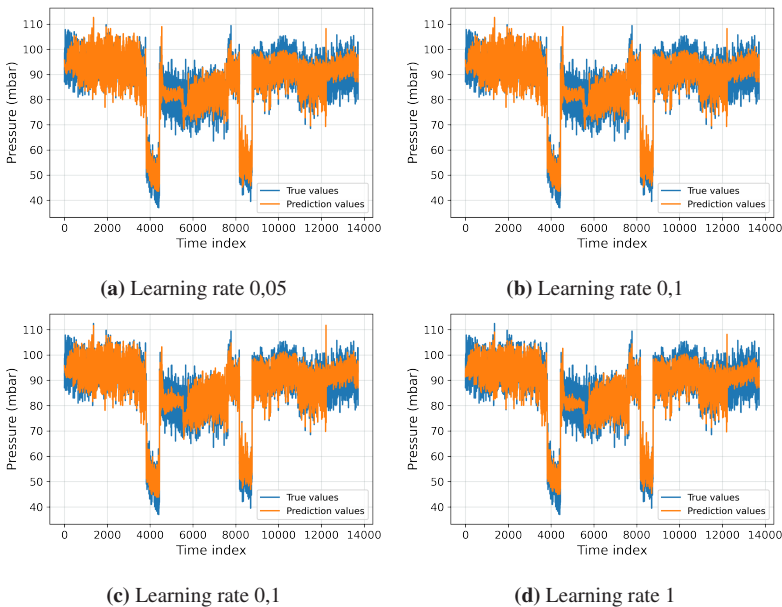 110
100
90
80
70
60
50
40
Pressure (mbar)
True values
Prediction values
0 2000 4000 6000 8000 10000 12000 14000
Time index
(a) Learning rate 0,05
110
100
90
80
70
60
50
40
Pressure (mbar)
True values
Prediction values
0 2000 4000 6000 8000 10000 12000 14000
Time index
(b) Learning rate 0,1
110
100
90
80
70
60
50
40
Pressure (mbar)
True values
Prediction values
0 2000 4000 6000 8000 10000 12000 14000
Time index
(c) Learning rate 0,1
110
100
90
80
70
60
50
40
Pressure (mbar)
True values
Prediction values
0 2000 4000 6000 8000 10000 12000 14000
Time index
(d) Learning rate 1